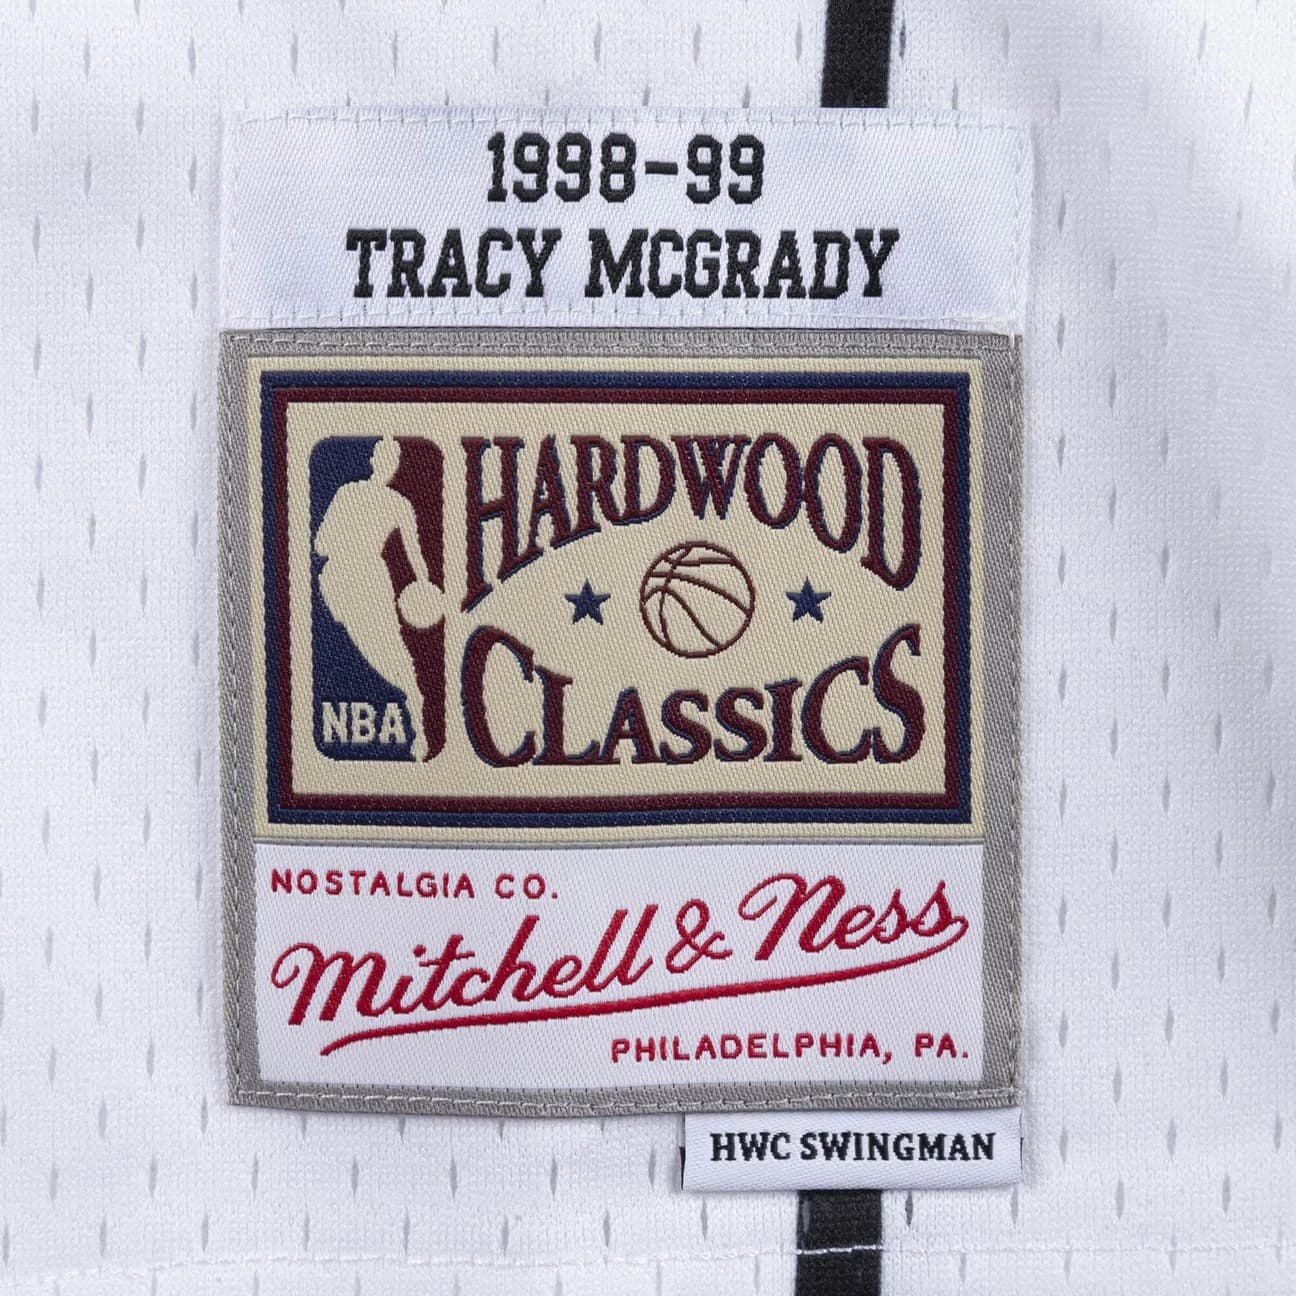 1998-99
TRACY MCGRADY
HARDWOOD
CLASSICS
NBA
NOSTALGIA CO.
Mitchell & Ness
PHILADELPHIA, PA.
HWC SWINGMAN